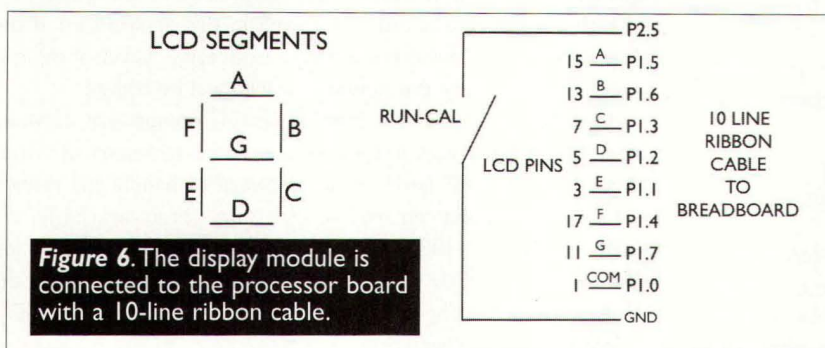 LCD SEGMENTS
A
F B
G
E C
D
Figure 6. The display module is
connected to the processor board
with a 10-line ribbon cable.
RUN-CAL
LCD PINS
P2.5
15 A P1.5
13 B P1.6
7 C P1.3
5 D P1.2
3 E P1.1
17 F P1.4
11 G P1.7
1 COM P1.0
GND
10 LINE
RIBBON
CABLE
TO
BREADBOARD